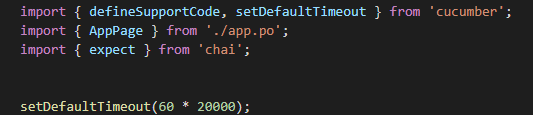 import { defineSupportCode, setDefaultTimeout } from 'cucumber';
import { AppPage } from './app.po';
import { expect } from 'chai';
setDefaultTimeout(60 * 20000);